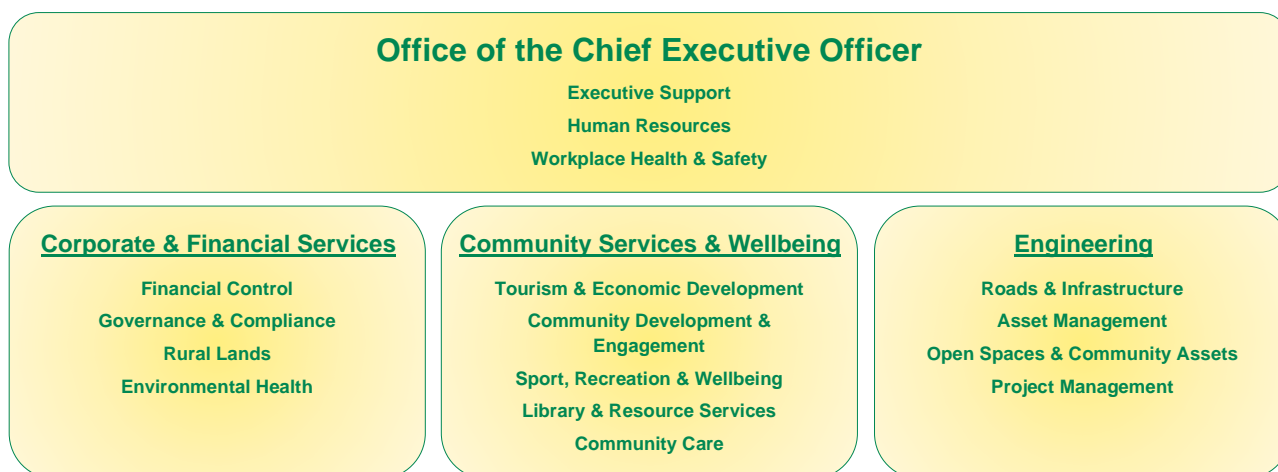 Office of the Chief Executive Officer
Executive Support
Human Resources
Workplace Health & Safety
Corporate & Financial Services
Financial Control
Governance & Compliance
Rural Lands
Environmental Health
Community Services & Wellbeing
Tourism & Economic Development
Community Development &
Engagement
Sport, Recreation & Wellbeing
Library & Resource Services
Community Care
Engineering
Roads & Infrastructure
Asset Management
Open Spaces & Community Assets
Project Management